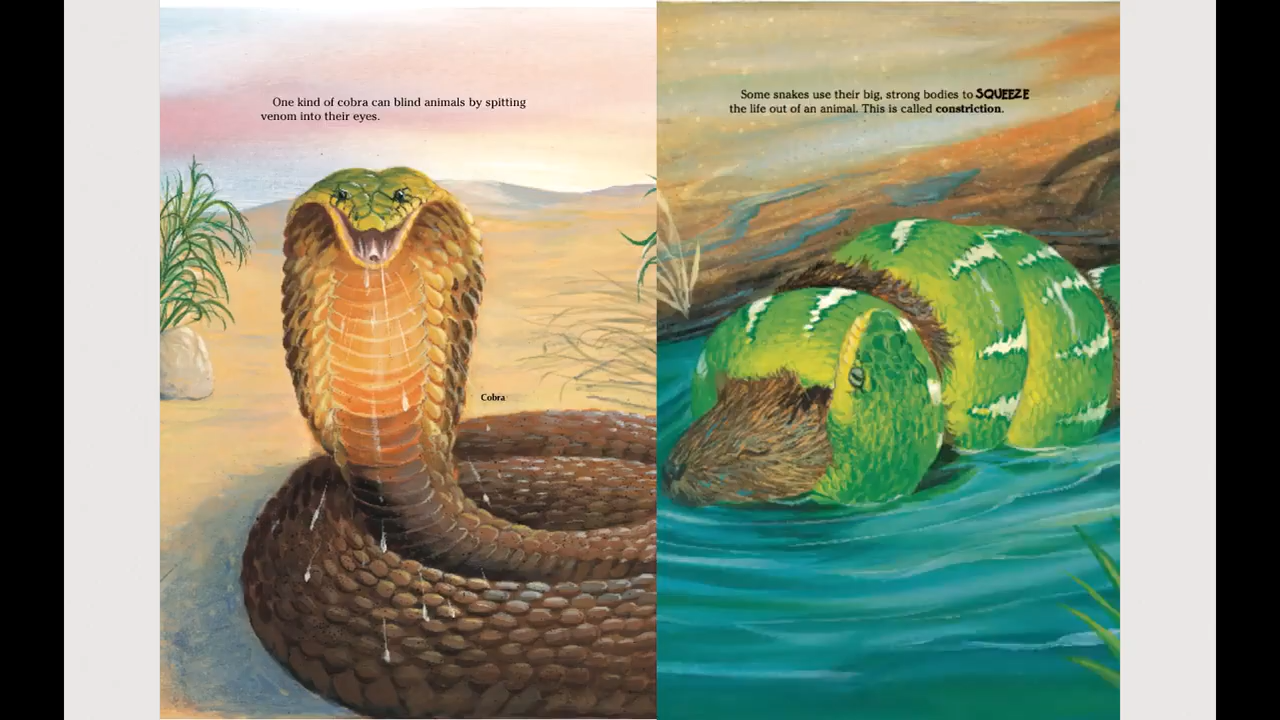 One kind of cobra can blind animals by spitting
venom into their eyes.
Cobra
Some snakes use their big, strong bodies to SQUEEZE
the life out of an animal. This is called constriction.